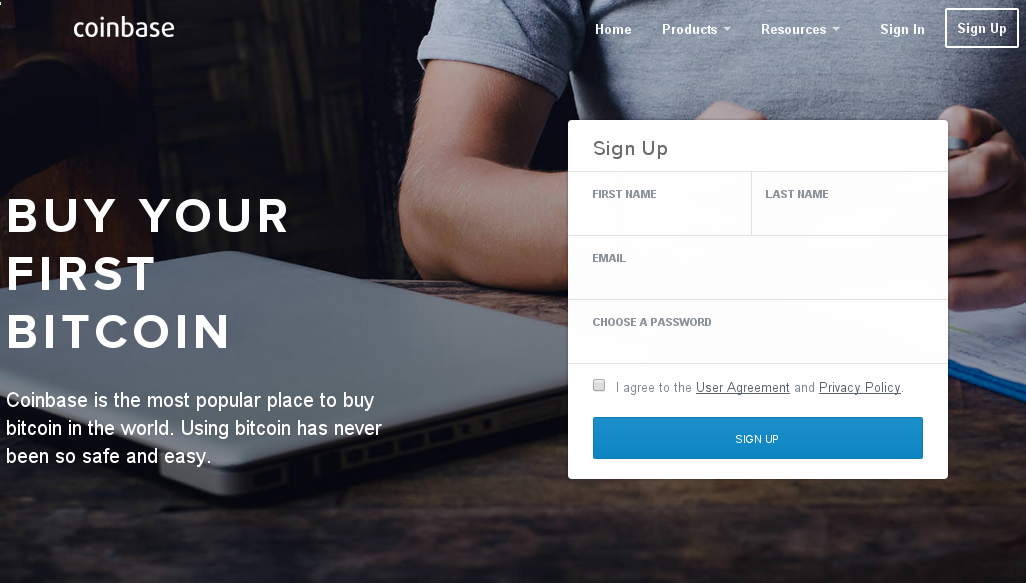 coinbase
Home Products Resources Sign In Sign Up
BUY YOUR
FIRST
BITCOIN
Coinbase is the most popular place to buy
bitcoin in the world. Using bitcoin has never
been so safe and easy.
Sign Up
FIRST NAME LAST NAME
EMAIL
CHOOSE A PASSWORD
I agree to the User Agreement and Privacy Policy.
SIGN UP